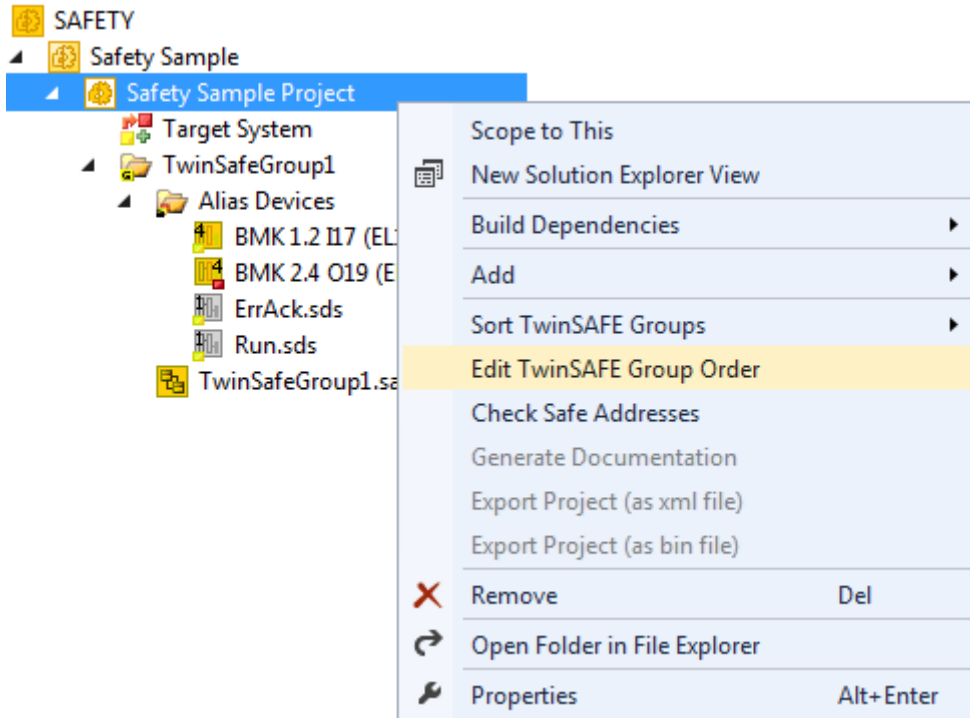 SAFETY
Safety Sample
Safety Sample Project
Target System
TwinSafeGroup1
Alias Devices
BMK 1.2 I17 (EL
BMK 2.4 O19 (E
ErrAck.sds
Run.sds
TwinSafeGroup1.sa
Scope to This
New Solution Explorer View
Build Dependencies
Add
Sort TwinSAFE Groups
Edit TwinSAFE Group Order
Check Safe Addresses
Generate Documentation
Export Project (as xml file)
Export Project (as bin file)
Remove Del
Open Folder in File Explorer
Properties Alt+Enter